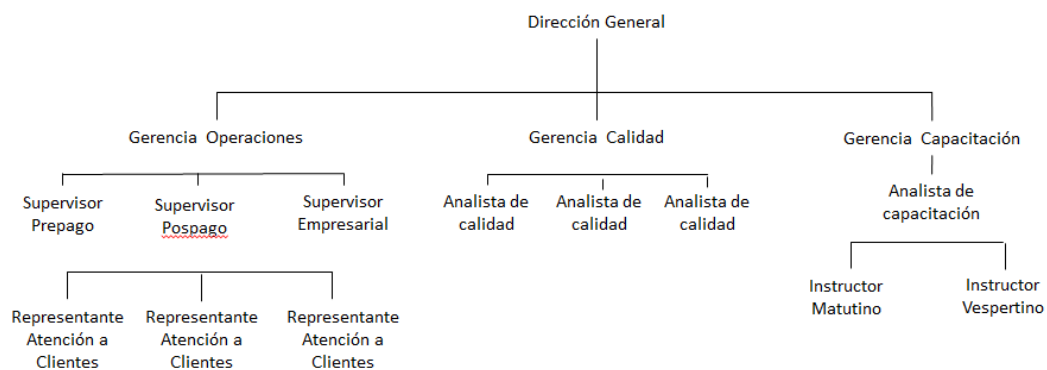 Dirección General
Gerencia Operaciones
Gerencia Calidad
Gerencia Capacitación
Supervisor
Prepago
Supervisor
Pospago
Supervisor
Empresarial
Analista de
calidad
Analista de
calidad
Analista de
calidad
Analista de
capacitación
Representante
Atención a
Clientes
Representante
Atención a
Clientes
Representante
Atención a
Clientes
Instructor
Matutino
Instructor
Vespertino